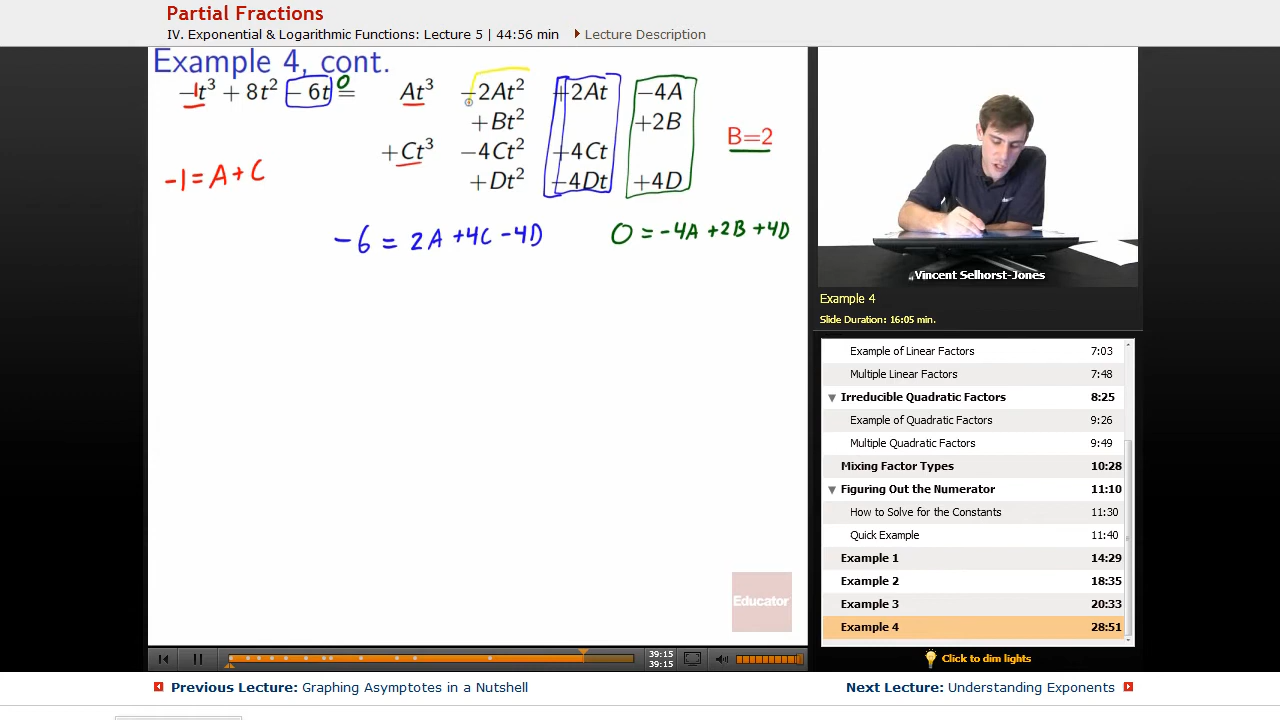 Partial Fractions
IV. Exponential & Logarithmic Functions: Lecture 5 | 44:56 min
Lecture Description
Example 4, cont.
-1t³ + 8t² - 6t = 0 At³ -2At² +2At -4A
+Bt² +2B
+Ct³ -4Ct² +4Ct
+Dt² -4Dt +4D
B=2
-1 = A + C
-6 = 2A +4C -4D
0 = -4A +2B +4D
Educator
Vincent Selhorst-Jones
Example 4
Slide Duration: 16:05 min.
Example of Linear Factors 7:03
Multiple Linear Factors 7:48
Irreducible Quadratic Factors 8:25
Example of Quadratic Factors 9:26
Multiple Quadratic Factors 9:49
Mixing Factor Types 10:28
Figuring Out the Numerator 11:10
How to Solve for the Constants 11:30
Quick Example 11:40
Example 1 14:29
Example 2 18:35
Example 3 20:33
Example 4 28:51
39:15
39:15
Click to dim lights
Previous Lecture: Graphing Asymptotes in a Nutshell
Next Lecture: Understanding Exponents